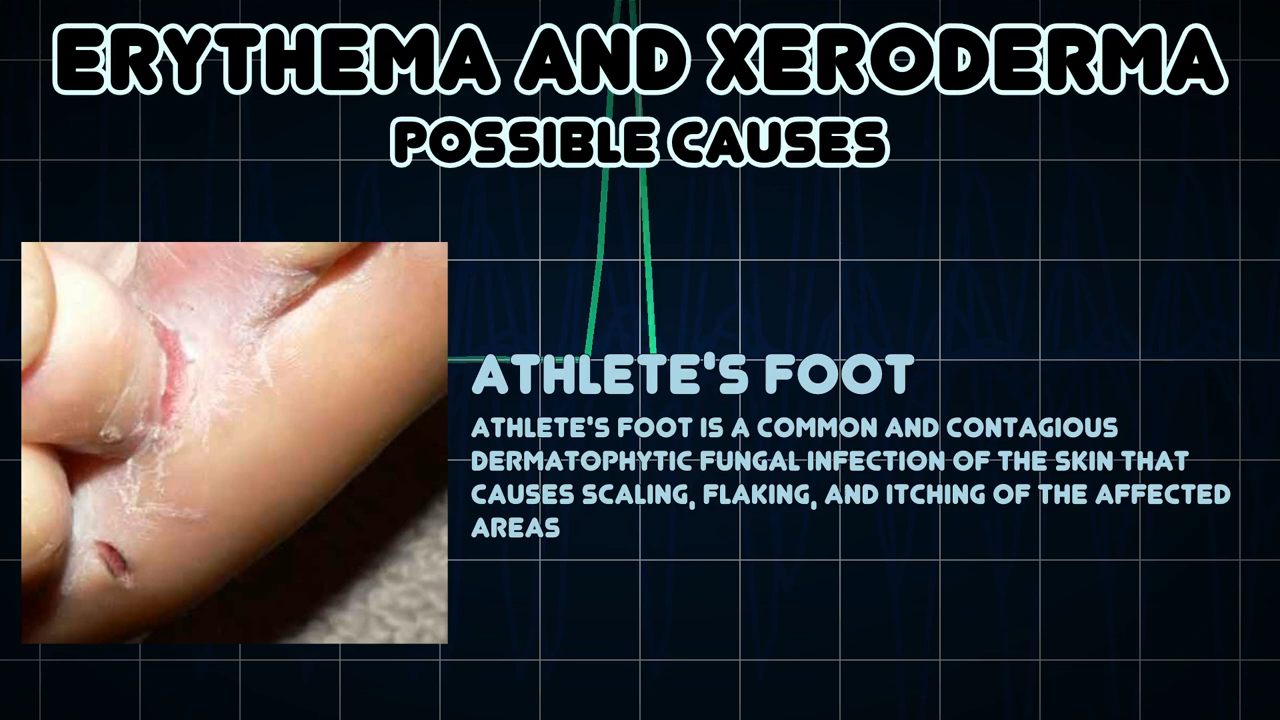 ERYTHEMA AND XERODERMA
POSSIBLE CAUSES
ATHLETE'S FOOT
ATHLETE'S FOOT IS A COMMON AND CONTAGIOUS
DERMATOPHYTIC FUNGAL INFECTION OF THE SKIN THAT
CAUSES SCALING, FLAKING, AND ITCHING OF THE AFFECTED
AREAS